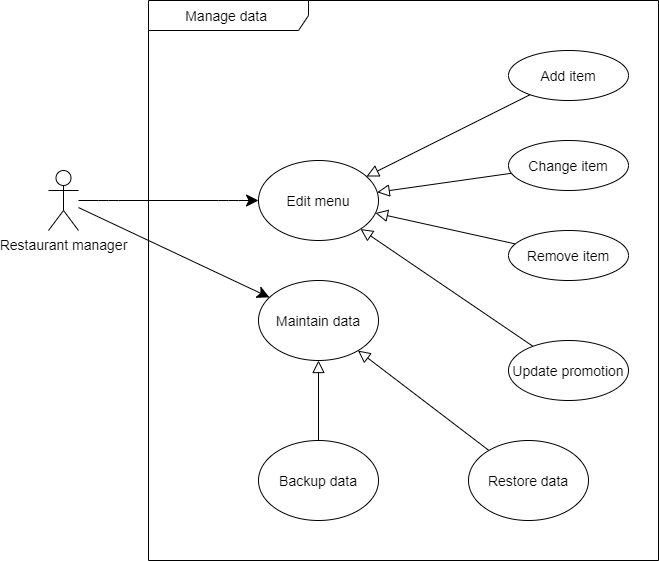 Manage data
Add item
Change item
Edit menu
Restaurant manager
Remove item
Maintain data
Update promotion
Backup data
Restore data